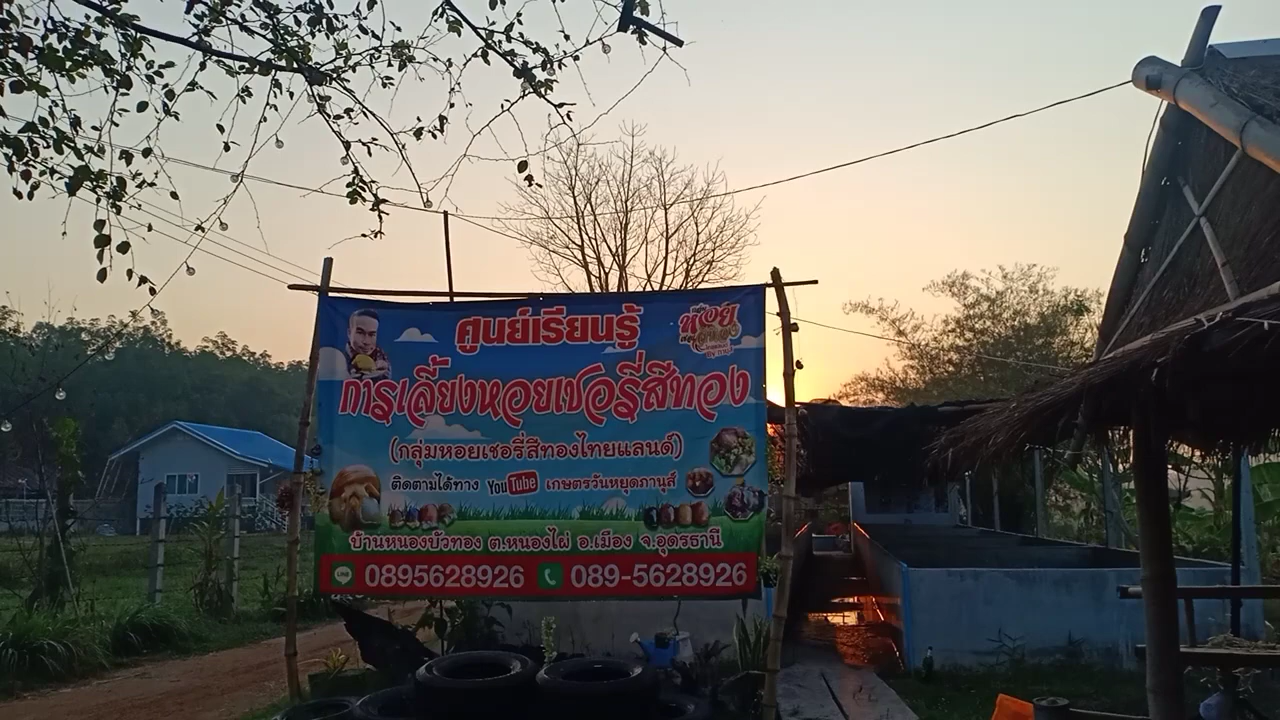 ศูนย์เรียนรู้
หอย
การเลี้ยงหอยเชอรี่สีทอง
(กลุ่มหอยเชอรี่สีทองไทยแลนด์)
ติดตามได้ทาง YouTube เกษตรวันหยุดภานุส์
บ้านหนองบัวทอง ต.หนองไผ่ อ.เมือง จ.อุดรธานี
LINE 0895628926 089-5628926